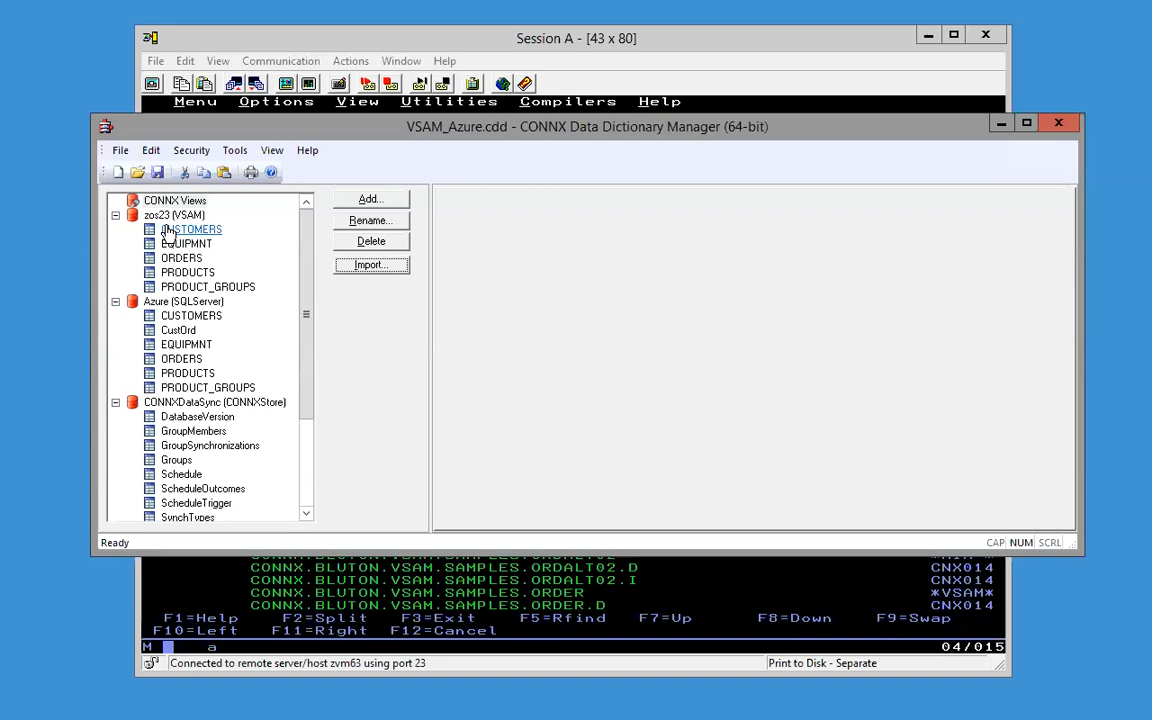 Session A - [43 x 80]
File Edit View Communication Actions Window Help
Menu Options View Utilities Compilers Help
VSAM_Azure.cdd - CONNX Data Dictionary Manager (64-bit)
File Edit Security Tools View Help
CONNX Views
zos23 (VSAM)
CUSTOMERS
EQUIPMNT
ORDERS
PRODUCTS
PRODUCT_GROUPS
Azure (SQLServer)
CUSTOMERS
CustOrd
EQUIPMNT
ORDERS
PRODUCTS
PRODUCT_GROUPS
CONNXDataSync (CONNXStore)
DatabaseVersion
GroupMembers
GroupSynchronizations
Groups
Schedule
ScheduleOutcomes
ScheduleTrigger
SynchTypes
Add...
Rename...
Delete
Import...
Ready CAP NUM SCRL
CONNX.BLUTON.VSAM.SAMPLES.ORDALT02.D CNX014
CONNX.BLUTON.VSAM.SAMPLES.ORDALT02.I CNX014
CONNX.BLUTON.VSAM.SAMPLES.ORDER *VSAM*
CONNX.BLUTON.VSAM.SAMPLES.ORDER.D CNX014
F1=Help F2=Split F3=Exit F5=Rfind F7=Up F8=Down F9=Swap
F10=Left F11=Right F12=Cancel
M a 04/015
Connected to remote server/host zvm63 using port 23 Print to Disk - Separate